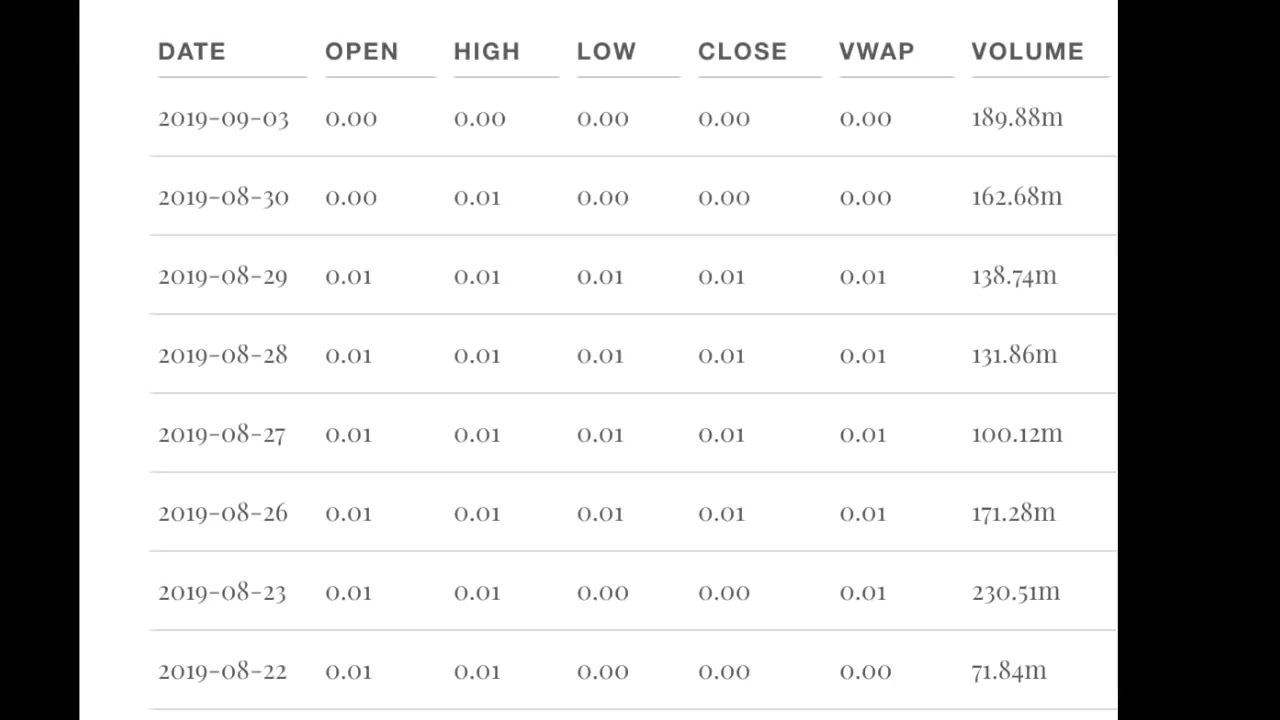 DATE OPEN HIGH LOW CLOSE VWAP VOLUME
2019-09-03 0.00 0.00 0.00 0.00 0.00 189.88m
2019-08-30 0.00 0.01 0.00 0.00 0.00 162.68m
2019-08-29 0.01 0.01 0.01 0.01 0.01 138.74m
2019-08-28 0.01 0.01 0.01 0.01 0.01 131.86m
2019-08-27 0.01 0.01 0.01 0.01 0.01 100.12m
2019-08-26 0.01 0.01 0.01 0.01 0.01 171.28m
2019-08-23 0.01 0.01 0.00 0.00 0.01 230.51m
2019-08-22 0.01 0.01 0.00 0.00 0.00 71.84m